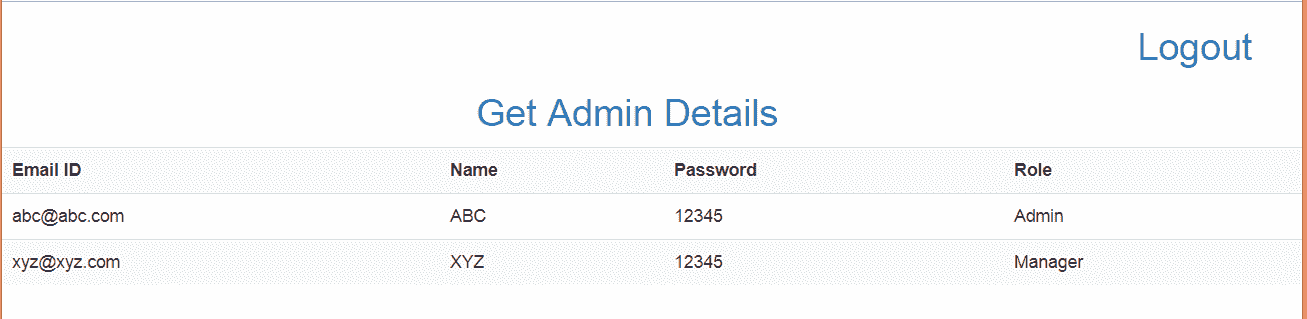 Logout
Get Admin Details
Email ID Name Password Role
abc@abc.com ABC 12345 Admin
xyz@xyz.com XYZ 12345 Manager